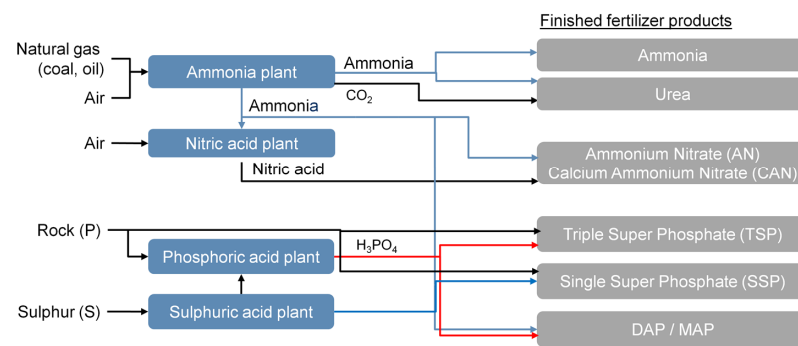 Finished fertilizer products
Natural gas
(coal, oil)
Air
Ammonia plant
Ammonia
CO₂
Ammonia
Ammonia
Urea
Air
Nitric acid plant
Nitric acid
Ammonium Nitrate (AN)
Calcium Ammonium Nitrate (CAN)
Rock (P)
Phosphoric acid plant
H₃PO₄
Triple Super Phosphate (TSP)
Single Super Phosphate (SSP)
Sulphur (S)
Sulphuric acid plant
DAP / MAP